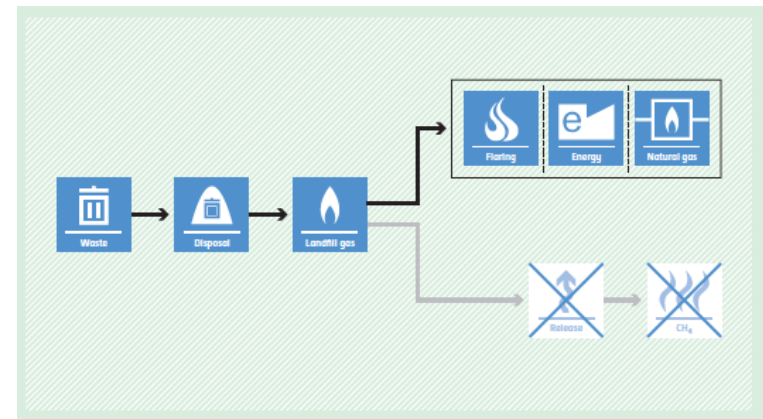 Flaring
Energy
Natural gas
Waste
Disposal
Landfill gas
Release
CH₄